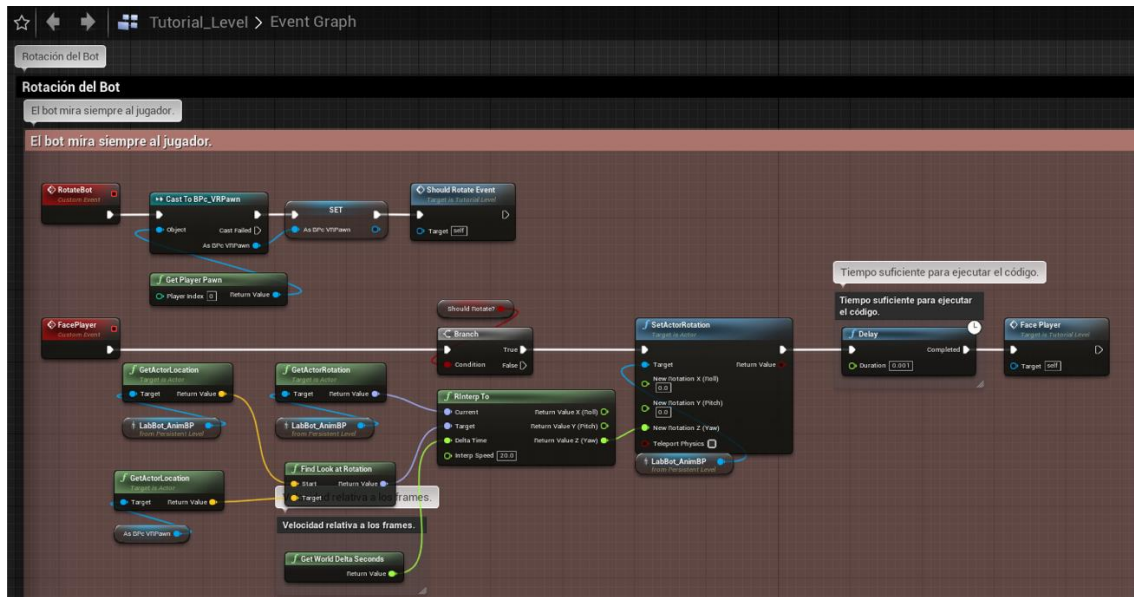 Tutorial_Level > Event Graph
Rotación del Bot
Rotación del Bot
El bot mira siempre al jugador.
El bot mira siempre al jugador.
RotateBot
Custom Event
Cast To BPc_VRPawn
Object
Cast Failed
As BPc VRPawn
SET
As BPc VRPawn
Should Rotate Event
Target is Tutorial Level
Target self
Get Player Pawn
Player Index 0
Return Value
FacePlayer
Custom Event
Should Rotate?
Branch
True
Condition
False
GetActorLocation
Target is Actor
Target
Return Value
LabBot_AnimBP
from Persistent Level
GetActorRotation
Target is Actor
Target
Return Value
LabBot_AnimBP
from Persistent Level
RInterp To
Current
Return Value X (Roll)
Target
Return Value Y (Pitch)
Delta Time
Return Value Z (Yaw)
Interp Speed 20.0
SetActorRotation
Target is Actor
Target
Return Value
New Rotation X (Roll)
0.0
New Rotation Y (Pitch)
0.0
New Rotation Z (Yaw)
Teleport Physics
LabBot_AnimBP
from Persistent Level
Tiempo suficiente para ejecutar el código.
Tiempo suficiente para ejecutar
el código.
Delay
Completed
Duration 0.001
Face Player
Target is Tutorial Level
Target self
GetActorLocation
Target is Actor
Target
Return Value
As BPc VRPawn
Find Look at Rotation
Start
Return Value
Target
relativa a los frames.
Velocidad relativa a los frames.
Get World Delta Seconds
Return Value